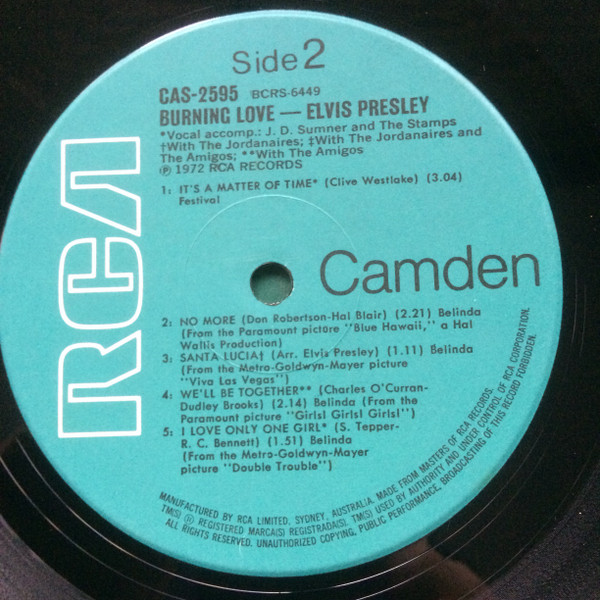 Side 2
CAS-2595 BCRS-6449
BURNING LOVE — ELVIS PRESLEY
*Vocal accomp.: J. D. Sumner and The Stamps
†With The Jordanaires; ‡With The Jordonaires and
The Amigos; **With The Amigos
℗ 1972 RCA RECORDS
1: IT'S A MATTER OF TIME* (Clive Westlake) (3.04)
Festival
RCA
Camden
2: NO MORE (Don Robertson-Hal Blair) (2.21) Belinda
(From the Paramount picture "Blue Hawaii," a Hal
Wallis Production)
3: SANTA LUCIA† (Arr. Elvis Presley) (1.11) Belinda
(From the Metro-Goldwyn-Mayer picture
"Viva Las Vegas")
4: WE'LL BE TOGETHER** (Charles O'Curran-
Dudley Brooks) (2.14) Belinda (From the
Paramount picture "Girls! Girls! Girls!")
5: I LOVE ONLY ONE GIRL* (S. Tepper-
R. C. Bennett) (1.51) Belinda
(From the Metro-Goldwyn-Mayer
picture "Double Trouble")
MANUFACTURED BY RCA LIMITED, SYDNEY, AUSTRALIA. MADE FROM MASTERS OF RCA RECORDS.
TM(S) ® REGISTERED MARCA(S) REGISTRADA(S). TM(S) USED BY AUTHORITY AND UNDER CONTROL OF RCA CORPORATION.
ALL RIGHTS RESERVED. UNAUTHORIZED COPYING, PUBLIC PERFORMANCE, BROADCASTING OF THIS RECORD FORBIDDEN.